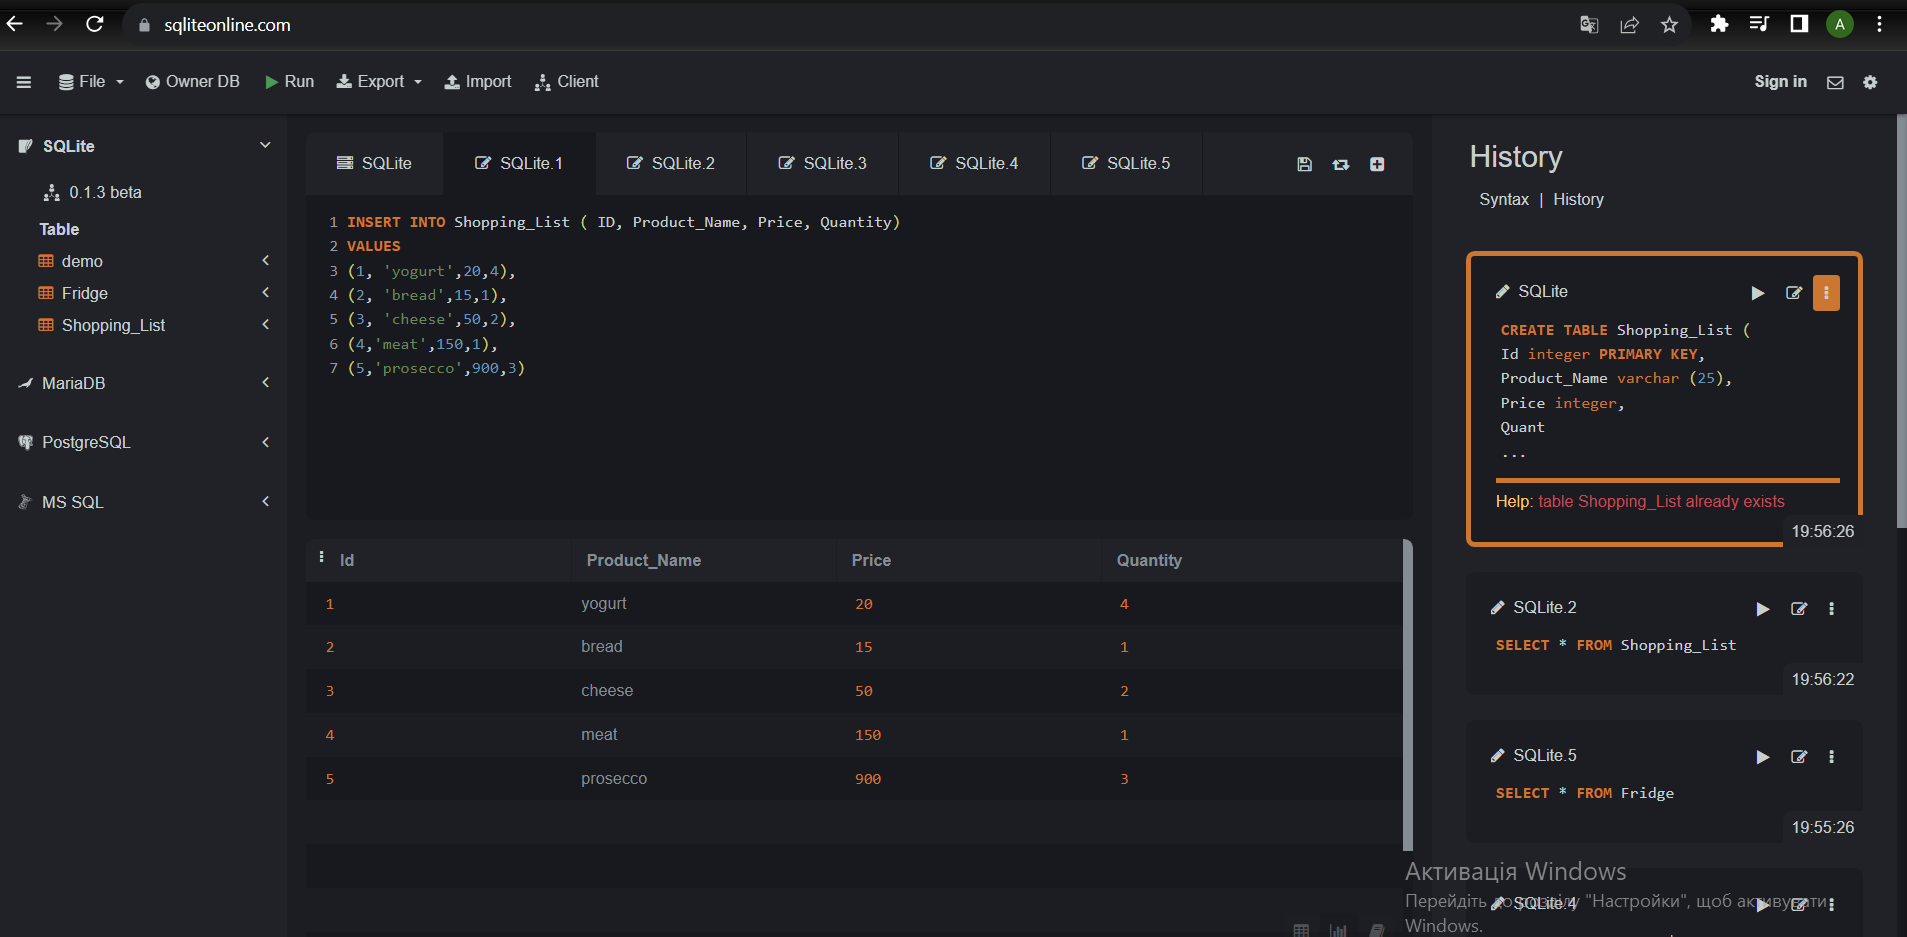 sqliteonline.com
A
File
Owner DB
Run
Export
Import
Client
Sign in
SQLite
0.1.3 beta
Table
demo
Fridge
Shopping_List
MariaDB
PostgreSQL
MS SQL
SQLite
SQLite.1
SQLite.2
SQLite.3
SQLite.4
SQLite.5
1 INSERT INTO Shopping_List ( ID, Product_Name, Price, Quantity)
2 VALUES
3 (1, 'yogurt',20,4),
4 (2, 'bread',15,1),
5 (3, 'cheese',50,2),
6 (4,'meat',150,1),
7 (5,'prosecco',900,3)
Id Product_Name Price Quantity
1 yogurt 20 4
2 bread 15 1
3 cheese 50 2
4 meat 150 1
5 prosecco 900 3
History
Syntax | History
SQLite
CREATE TABLE Shopping_List (
Id integer PRIMARY KEY,
Product_Name varchar (25),
Price integer,
Quant
...
Help: table Shopping_List already exists
19:56:26
SQLite.2
SELECT * FROM Shopping_List
19:56:22
SQLite.5
SELECT * FROM Fridge
19:55:26
SQLite.4
Активація Windows
Перейдіть до розділу "Настройки", щоб активувати
Windows.